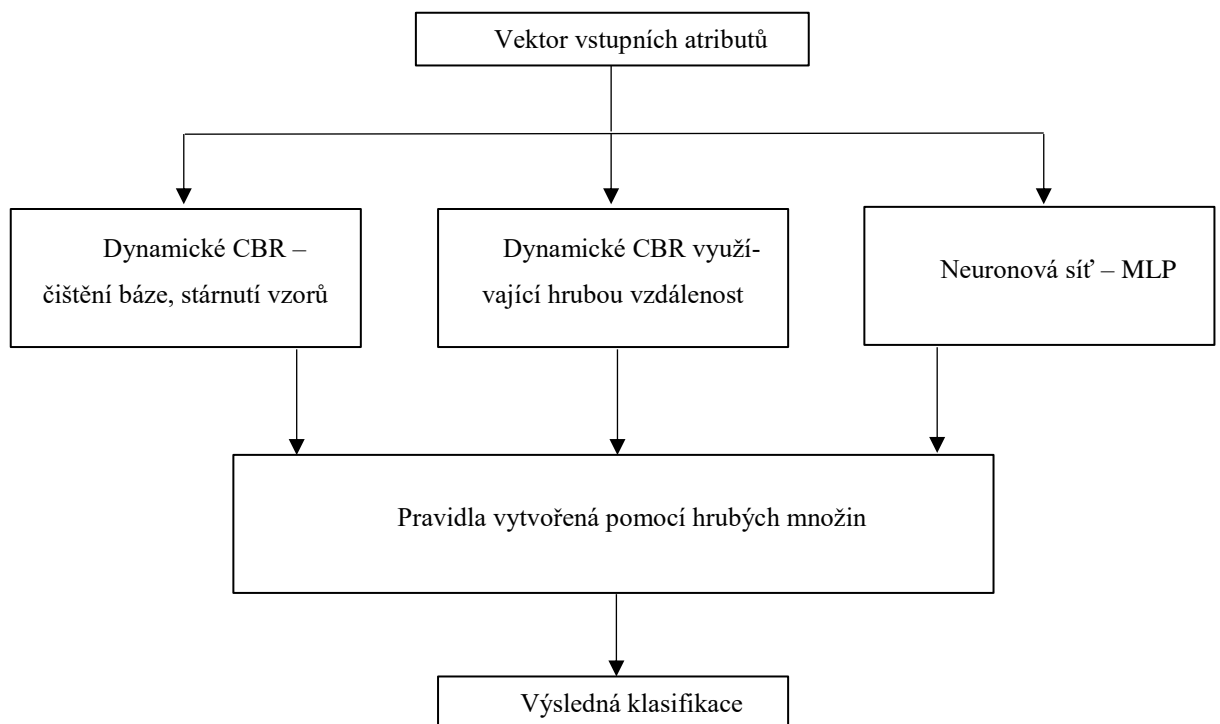 Vektor vstupních atributů
Dynamické CBR –
čištění báze, stárnutí vzorů
Dynamické CBR využí-
vající hrubou vzdálenost
Neuronová síť – MLP
Pravidla vytvořená pomocí hrubých množin
Výsledná klasifikace